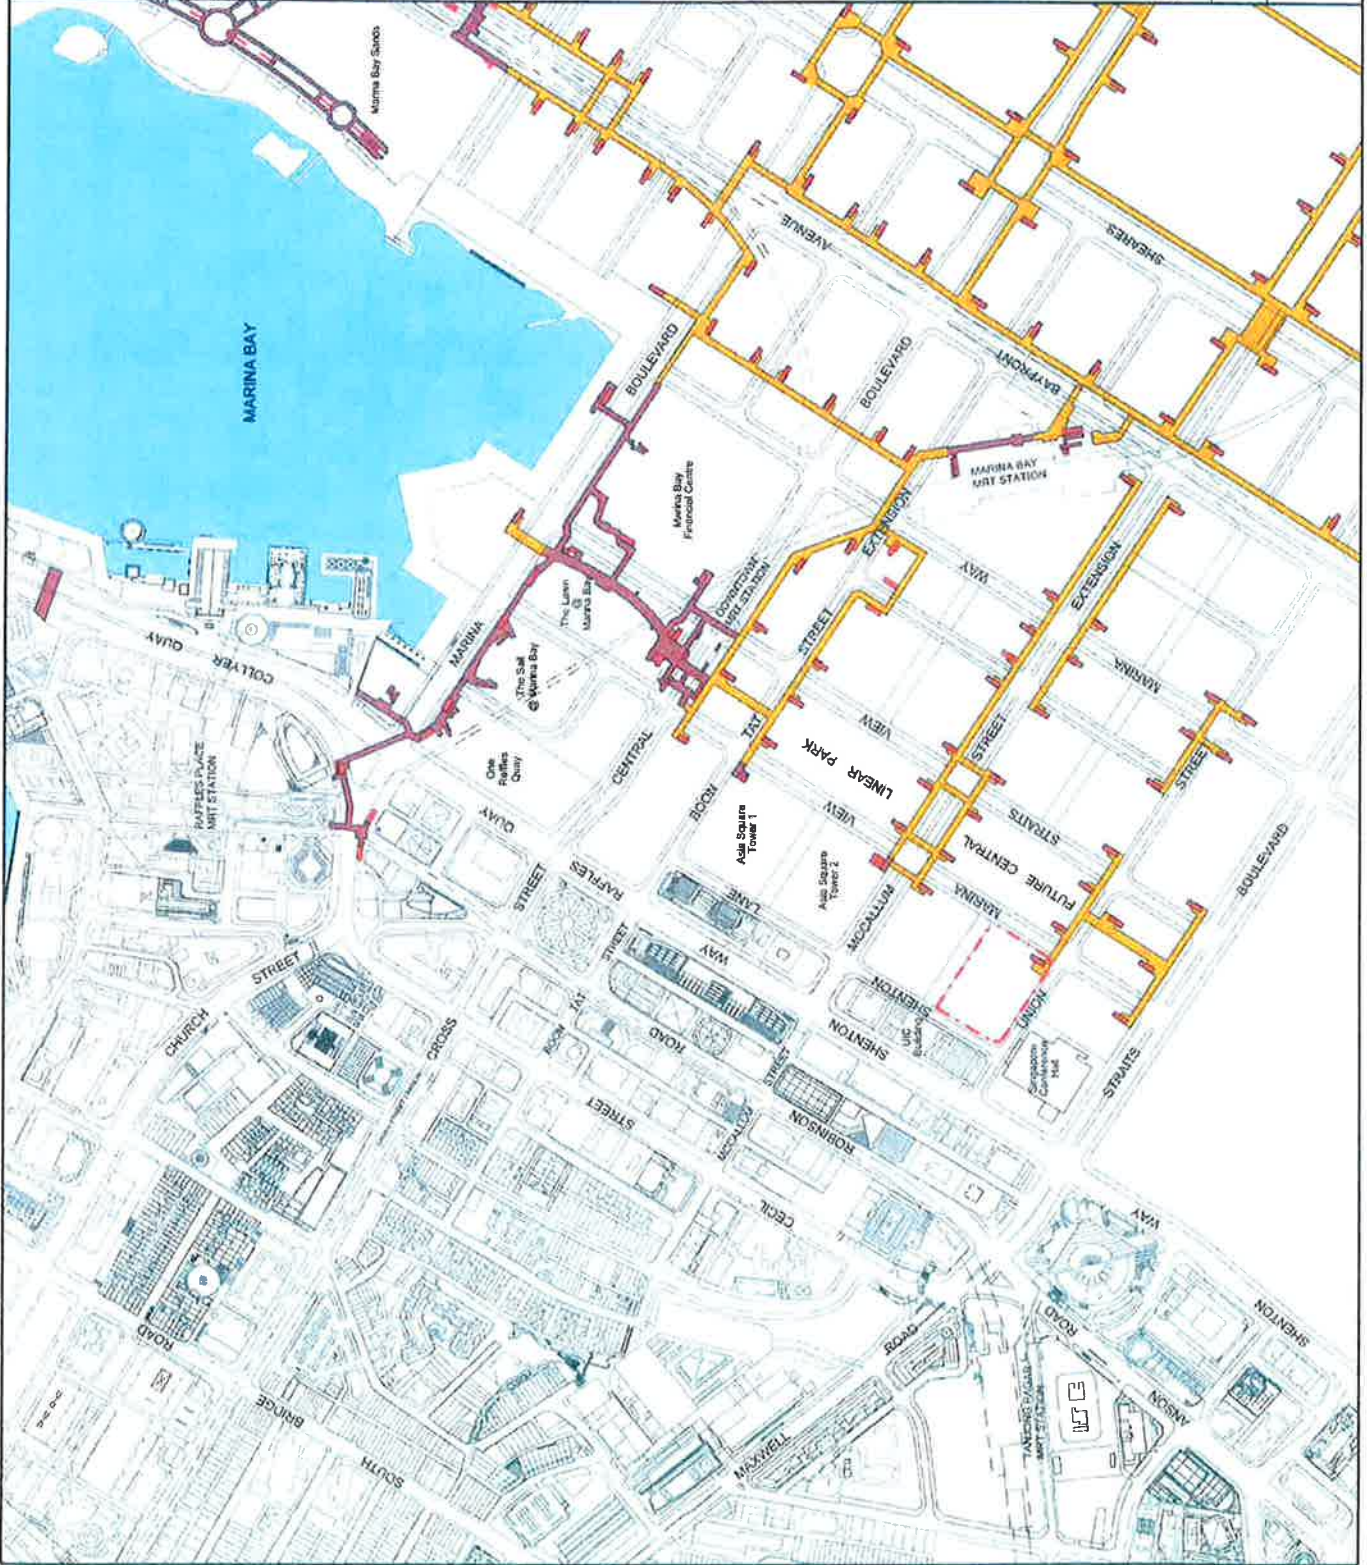 Marina Bay Sands
MARINA BAY
BOULEVARD
AVENUE
SHEARES
BOULEVARD
BAYFRONT
MARINA BAY
MRT STATION
Marina Bay
Financial Centre
The Lawn
@
Marina Bay
DOWNTOWN
MRT STATION
EXTENSION
WAY
EXTENSION
MARINA
COLLYER
QUAY
The Sail
@ Marina Bay
STREET
MARINA
RAFFLES PLACE
MRT STATION
One
Raffles
Quay
CENTRAL
TAT
VIEW
LINEAR PARK
STREET
STREET
QUAY
BOON
VIEW
Asia Square
Tower 1
STRAITS
BOULEVARD
STREET
RAFFLES
LANE
Asia Square
Tower 2
FUTURE CENTRAL
MARINA
MCCALLUM
STREET
WAY
STREET
CHURCH
CROSS
TAT
BOON
ROAD
SHENTON
SHENTON
UIC
Building
UNION
Singapore
Conference
Hall
STRAITS
STREET
STREET
MCCALLUM
ROBINSON
CECIL
WAY
ROAD
ROAD
ROAD
SHENTON
BRIDGE
SOUTH
MAXWELL
TANJONG PAGAR
MRT STATION
ANSON